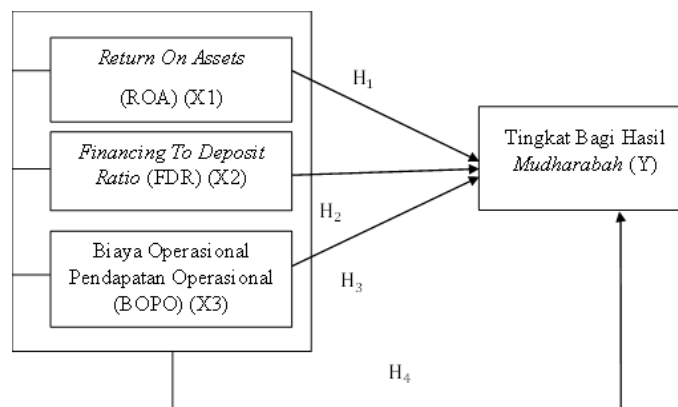 Return On Assets
(ROA) (X1)
H1
Tingkat Bagi Hasil
Mudharabah (Y)
Financing To Deposit
Ratio (FDR) (X2)
H2
Biaya Operasional
Pendapatan Operasional
(BOPO) (X3)
H3
H4